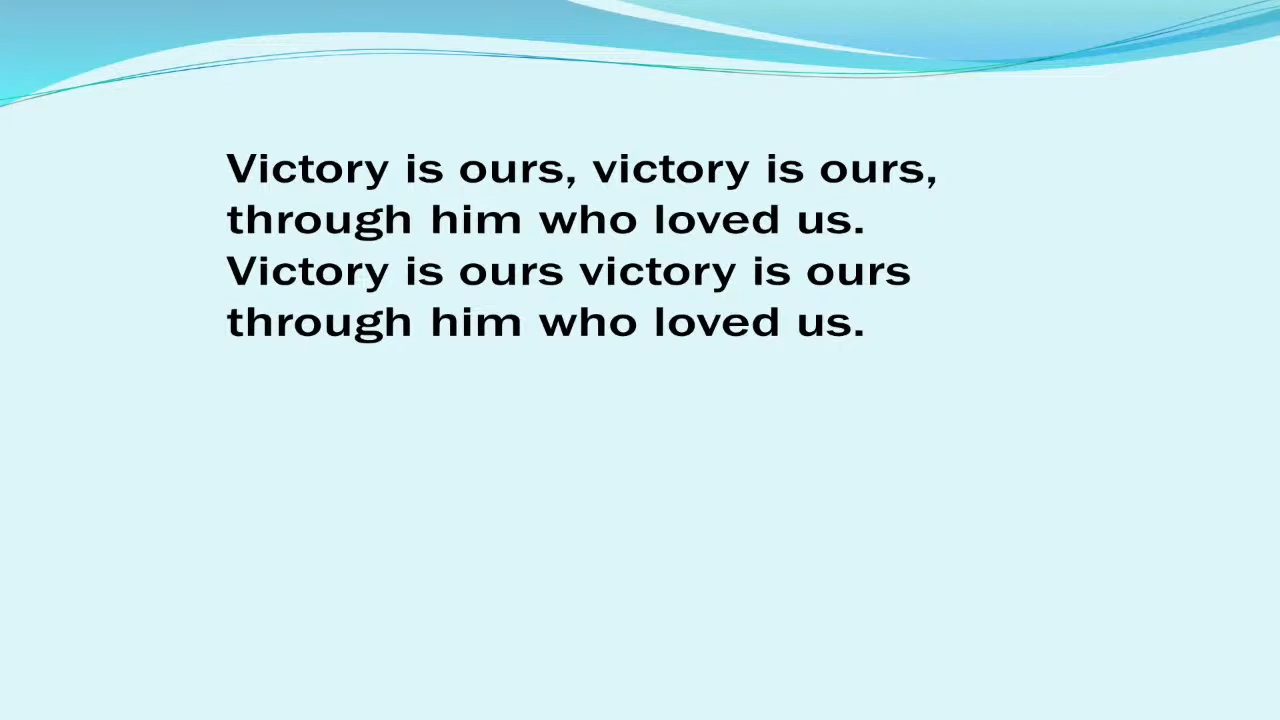 Victory is ours, victory is ours,
through him who loved us.
Victory is ours victory is ours
through him who loved us.